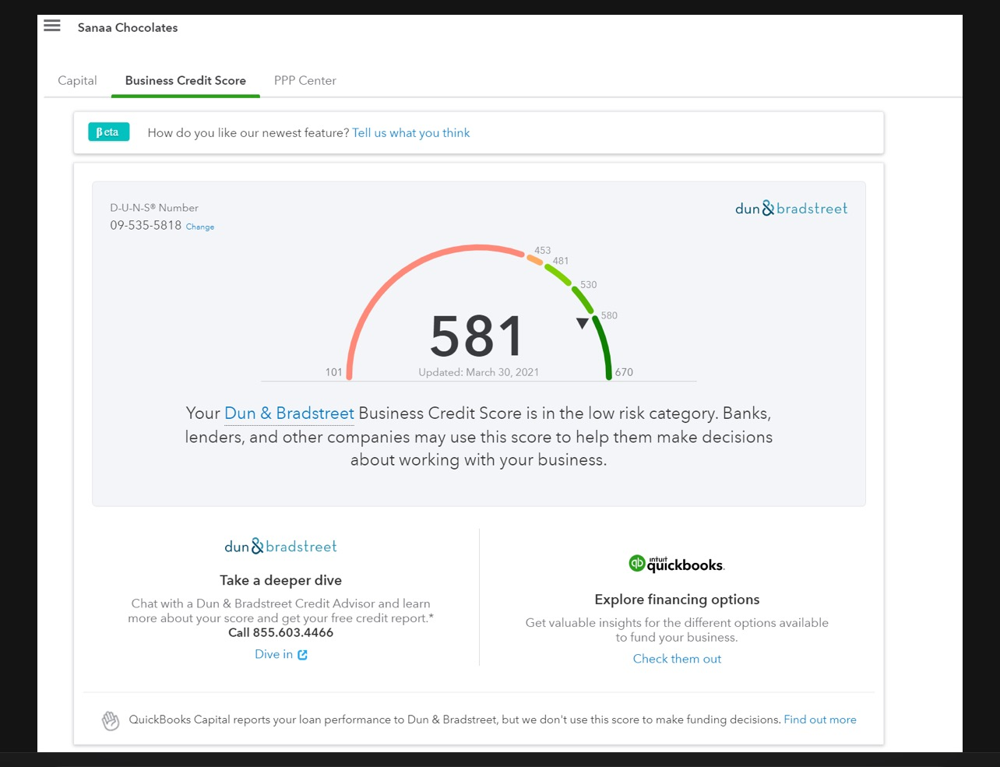 Sanaa Chocolates
Capital
Business Credit Score
PPP Center
βeta
How do you like our newest feature? Tell us what you think
D-U-N-S® Number
09-535-5818 Change
dun & bradstreet
453
481
530
580
581
101
Updated: March 30, 2021
670
Your Dun & Bradstreet Business Credit Score is in the low risk category. Banks,
lenders, and other companies may use this score to help them make decisions
about working with your business.
dun & bradstreet
Take a deeper dive
Chat with a Dun & Bradstreet Credit Advisor and learn
more about your score and get your free credit report.*
Call 855.603.4466
Dive in
qb intuit quickbooks.
Explore financing options
Get valuable insights for the different options available
to fund your business.
Check them out
QuickBooks Capital reports your loan performance to Dun & Bradstreet, but we don't use this score to make funding decisions. Find out more